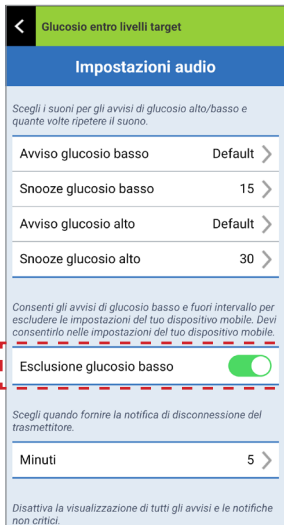 Glucosio entro livelli target
Impostazioni audio
Scegli i suoni per gli avvisi di glucosio alto/basso e
quante volte ripetere il suono.
Avviso glucosio basso Default
Snooze glucosio basso 15
Avviso glucosio alto Default
Snooze glucosio alto 30
Consenti gli avvisi di glucosio basso e fuori intervallo per
escludere le impostazioni del tuo dispositivo mobile. Devi
consentirlo nelle impostazioni del tuo dispositivo mobile.
Esclusione glucosio basso
Scegli quando fornire la notifica di disconnessione del
trasmettitore.
Minuti 5
Disattiva la visualizzazione di tutti gli avvisi e le notifiche
non critici.